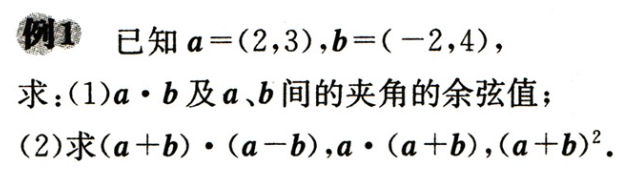 例1 已知a=(2,3),b=(-2,4),
求:(1)a·b及a、b间的夹角的余弦值;
(2)求(a+b)·(a-b),a·(a+b),(a+b)².